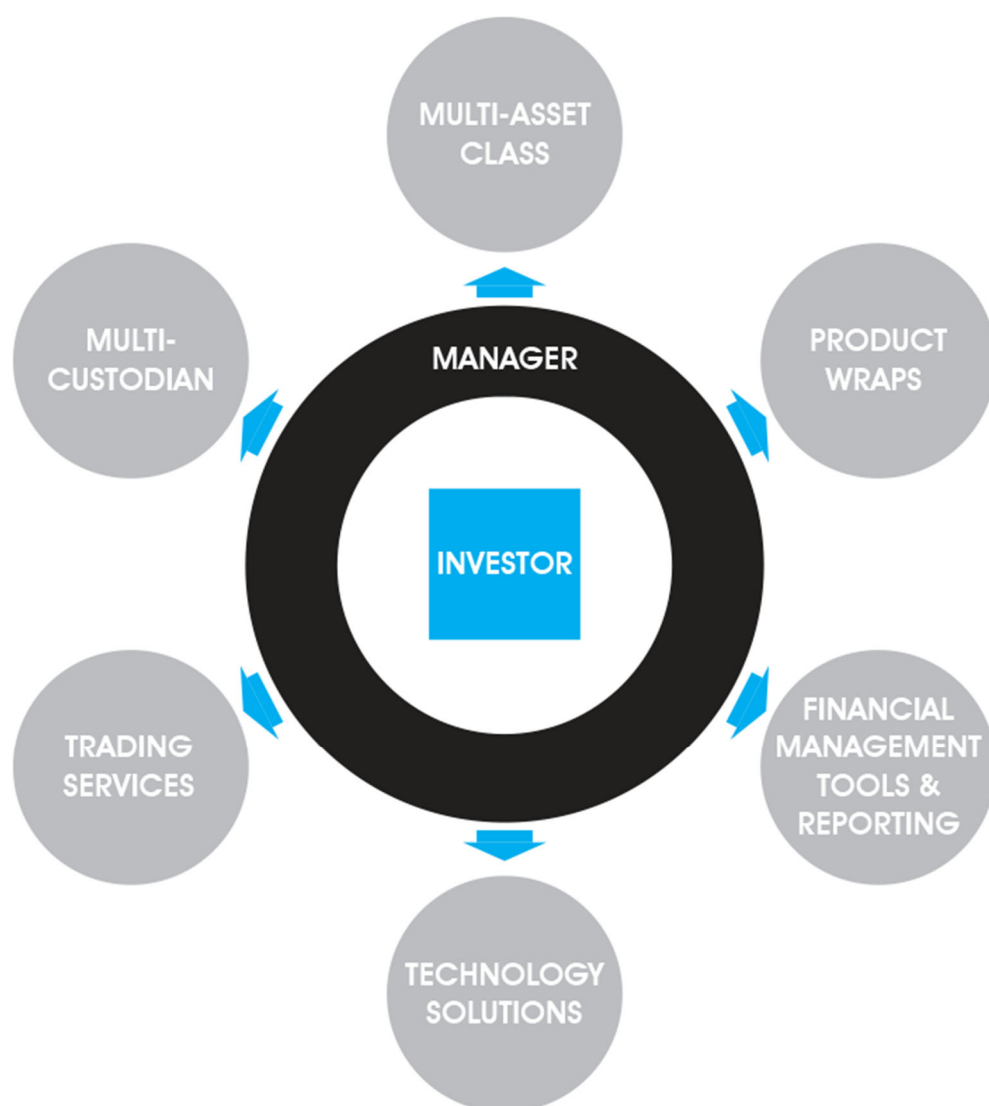 MULTI-ASSET
CLASS
MULTI-
CUSTODIAN
MANAGER
PRODUCT
WRAPS
INVESTOR
TRADING
SERVICES
FINANCIAL
MANAGEMENT
TOOLS &
REPORTING
TECHNOLOGY
SOLUTIONS